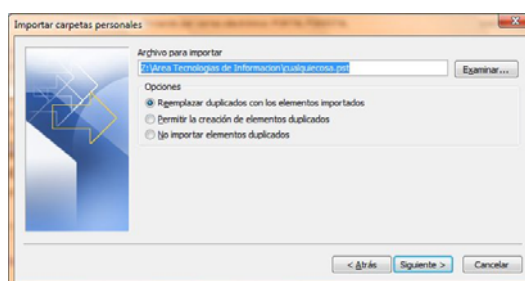 Importar carpetas personales
Archivo para importar
Z:\Area Tecnologias de Informacion\cualquiecosa.pst
Examinar...
Opciones
Reemplazar duplicados con los elementos importados
Permitir la creación de elementos duplicados
No importar elementos duplicados
< Atrás
Siguiente >
Cancelar